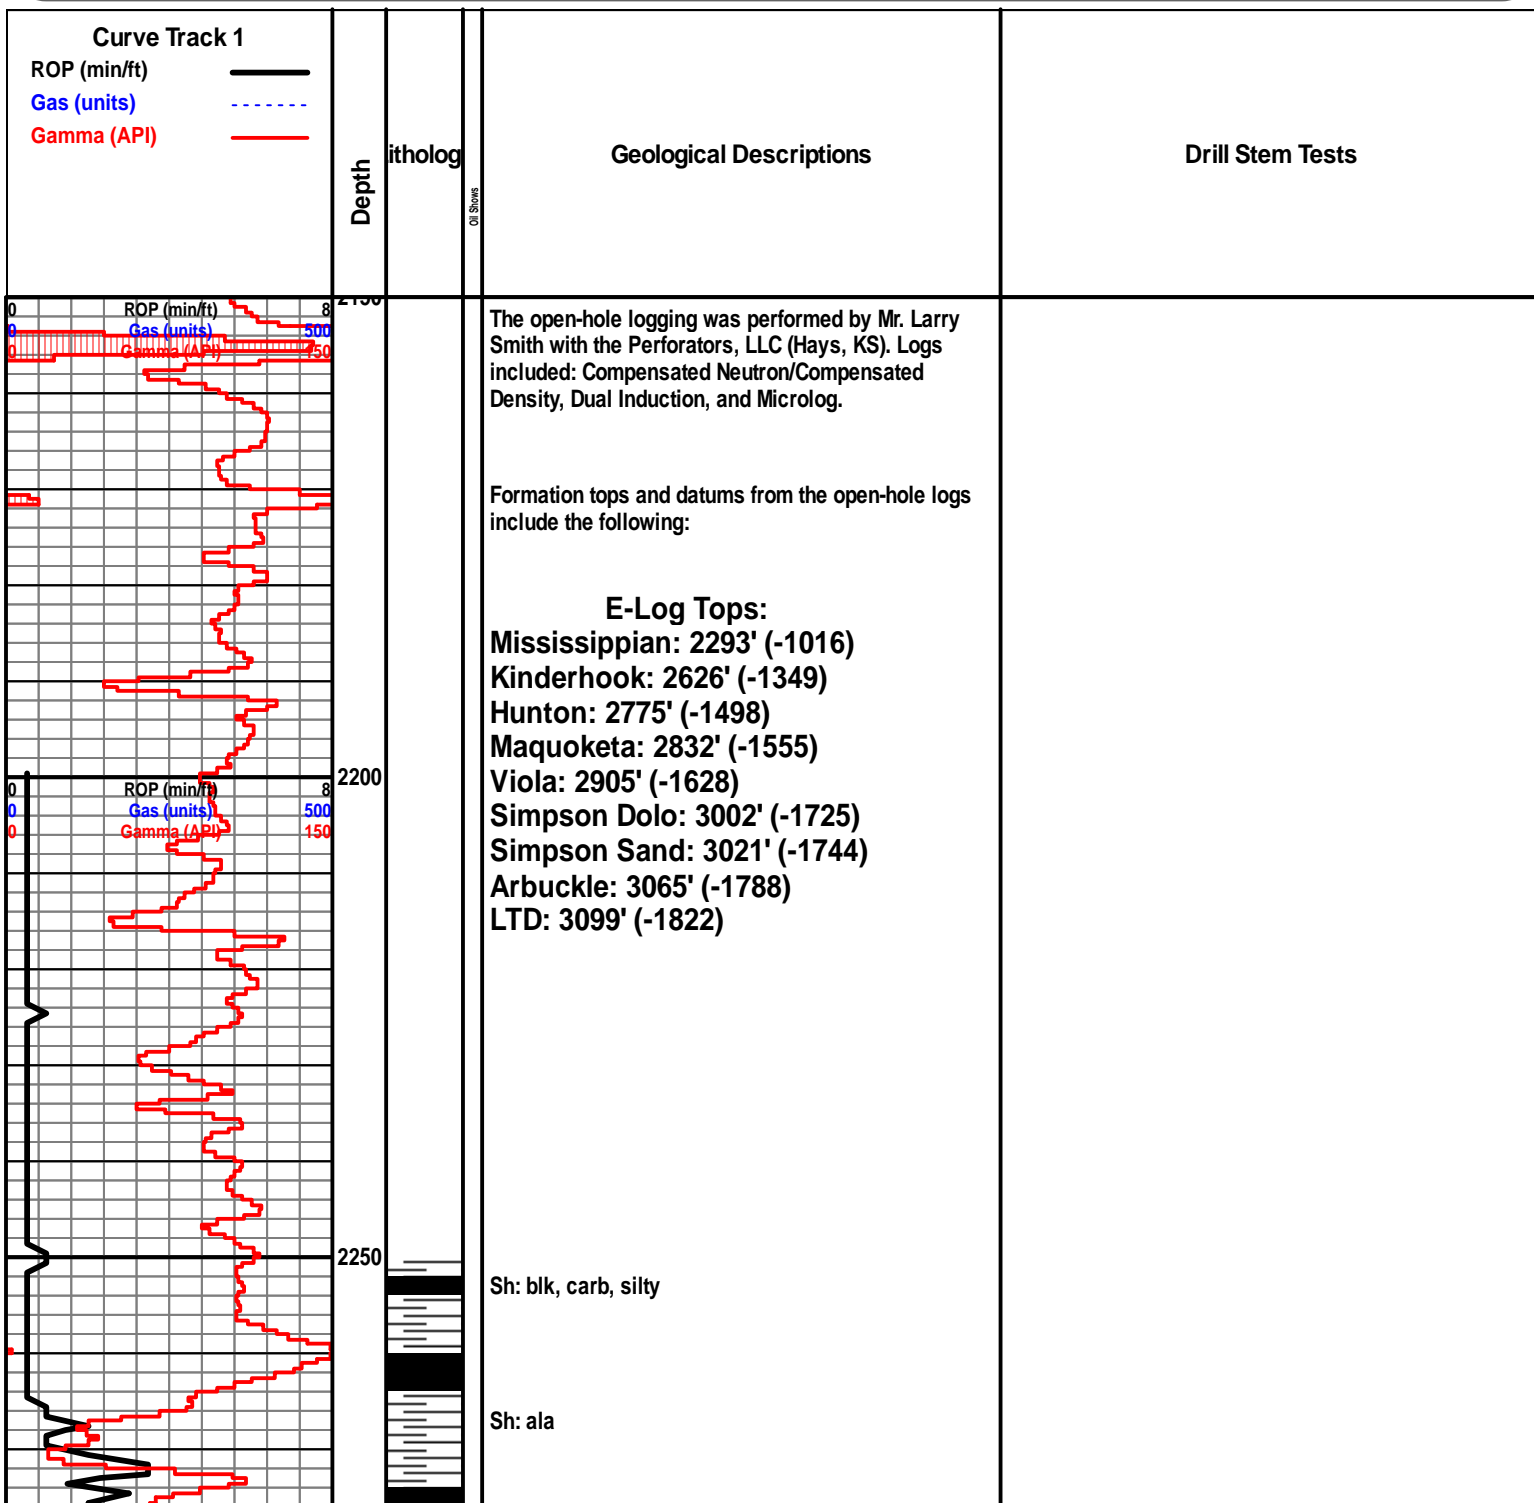 Curve Track 1
ROP (min/ft)
Gas (units)
Gamma (API)
Depth
itholog
Oil Shows
Geological Descriptions
Drill Stem Tests
0 ROP (min/ft) 8
0 Gas (units) 500
0 Gamma (API) 150
2150
The open-hole logging was performed by Mr. Larry
Smith with the Perforators, LLC (Hays, KS). Logs
included: Compensated Neutron/Compensated
Density, Dual Induction, and Microlog.
Formation tops and datums from the open-hole logs
include the following:
E-Log Tops:
Mississippian: 2293' (-1016)
Kinderhook: 2626' (-1349)
Hunton: 2775' (-1498)
Maquoketa: 2832' (-1555)
Viola: 2905' (-1628)
Simpson Dolo: 3002' (-1725)
Simpson Sand: 3021' (-1744)
Arbuckle: 3065' (-1788)
LTD: 3099' (-1822)
2200
0 ROP (min/ft) 8
0 Gas (units) 500
0 Gamma (API) 150
2250
Sh: blk, carb, silty
Sh: ala